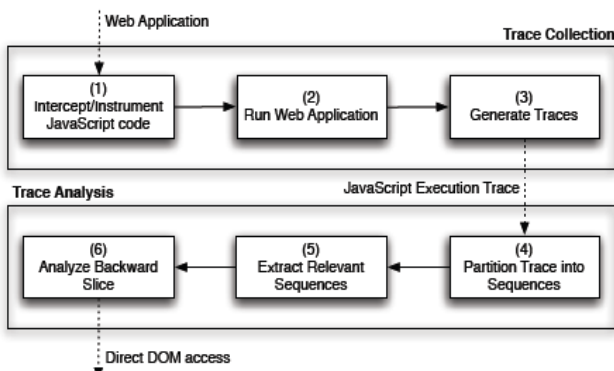 Web Application
Trace Collection
(1)
Intercept/Instrument
JavaScript code
(2)
Run Web Application
(3)
Generate Traces
JavaScript Execution Trace
Trace Analysis
(6)
Analyze Backward
Slice
(5)
Extract Relevant
Sequences
(4)
Partition Trace into
Sequences
Direct DOM access